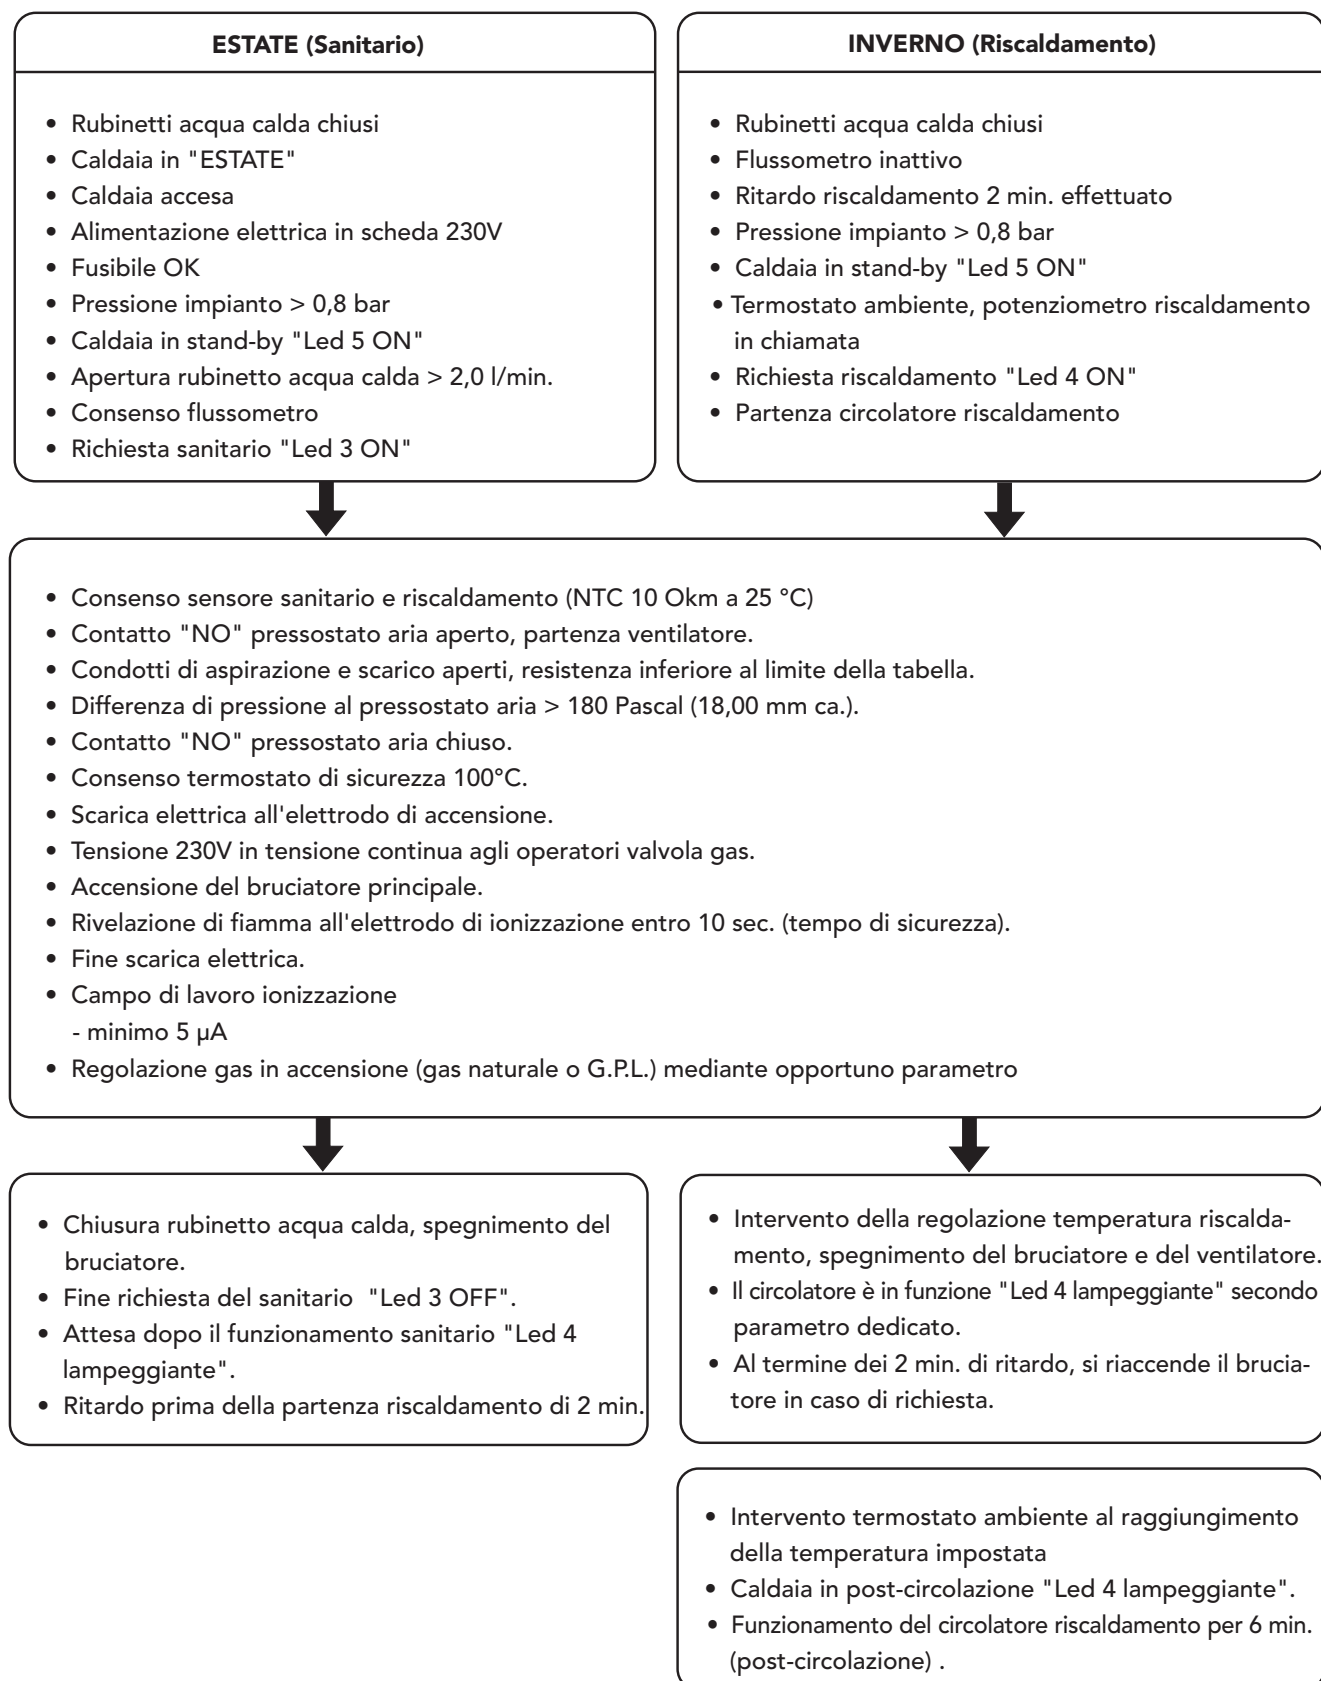 ESTATE (Sanitario)
• Rubinetti acqua calda chiusi
• Caldaia in "ESTATE"
• Caldaia accesa
• Alimentazione elettrica in scheda 230V
• Fusibile OK
• Pressione impianto > 0,8 bar
• Caldaia in stand-by "Led 5 ON"
• Apertura rubinetto acqua calda > 2,0 l/min.
• Consenso flussometro
• Richiesta sanitario "Led 3 ON"
INVERNO (Riscaldamento)
• Rubinetti acqua calda chiusi
• Flussometro inattivo
• Ritardo riscaldamento 2 min. effettuato
• Pressione impianto > 0,8 bar
• Caldaia in stand-by "Led 5 ON"
• Termostato ambiente, potenziometro riscaldamento
in chiamata
• Richiesta riscaldamento "Led 4 ON"
• Partenza circolatore riscaldamento
• Consenso sensore sanitario e riscaldamento (NTC 10 Okm a 25 °C)
• Contatto "NO" pressostato aria aperto, partenza ventilatore.
• Condotti di aspirazione e scarico aperti, resistenza inferiore al limite della tabella.
• Differenza di pressione al pressostato aria > 180 Pascal (18,00 mm ca.).
• Contatto "NO" pressostato aria chiuso.
• Consenso termostato di sicurezza 100°C.
• Scarica elettrica all'elettrodo di accensione.
• Tensione 230V in tensione continua agli operatori valvola gas.
• Accensione del bruciatore principale.
• Rivelazione di fiamma all'elettrodo di ionizzazione entro 10 sec. (tempo di sicurezza).
• Fine scarica elettrica.
• Campo di lavoro ionizzazione
- minimo 5 µA
• Regolazione gas in accensione (gas naturale o G.P.L.) mediante opportuno parametro
• Chiusura rubinetto acqua calda, spegnimento del
bruciatore.
• Fine richiesta del sanitario "Led 3 OFF".
• Attesa dopo il funzionamento sanitario "Led 4
lampeggiante".
• Ritardo prima della partenza riscaldamento di 2 min.
• Intervento della regolazione temperatura riscalda-
mento, spegnimento del bruciatore e del ventilatore.
• Il circolatore è in funzione "Led 4 lampeggiante" secondo
parametro dedicato.
• Al termine dei 2 min. di ritardo, si riaccende il brucia-
tore in caso di richiesta.
• Intervento termostato ambiente al raggiungimento
della temperatura impostata
• Caldaia in post-circolazione "Led 4 lampeggiante".
• Funzionamento del circolatore riscaldamento per 6 min.
(post-circolazione) .